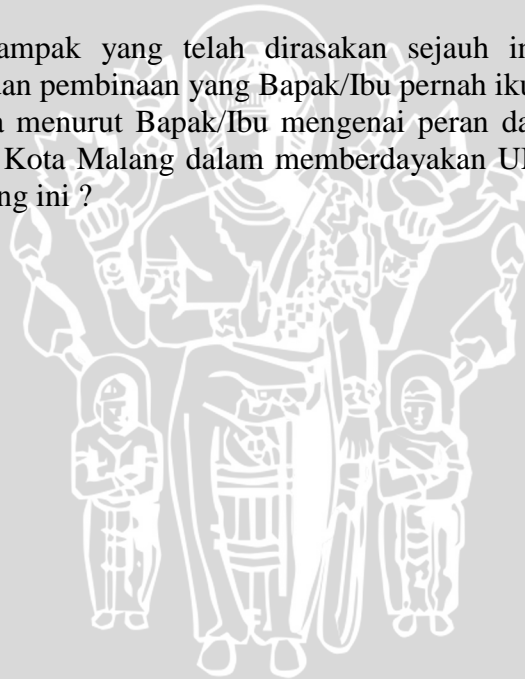 ampak yang telah dirasakan sejauh in
dan pembinaan yang Bapak/Ibu pernah iku
menurut Bapak/Ibu mengenai peran da
Kota Malang dalam memberdayakan U
ng ini ?